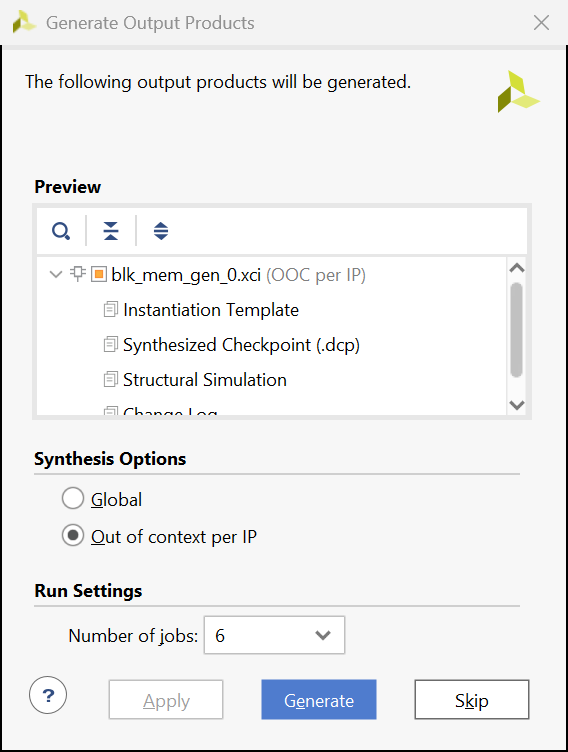 Generate Output Products
The following output products will be generated.
Preview
blk_mem_gen_0.xci (OOC per IP)
Instantiation Template
Synthesized Checkpoint (.dcp)
Structural Simulation
Change Log
Synthesis Options
Global
Out of context per IP
Run Settings
Number of jobs: 6
? Apply Generate Skip